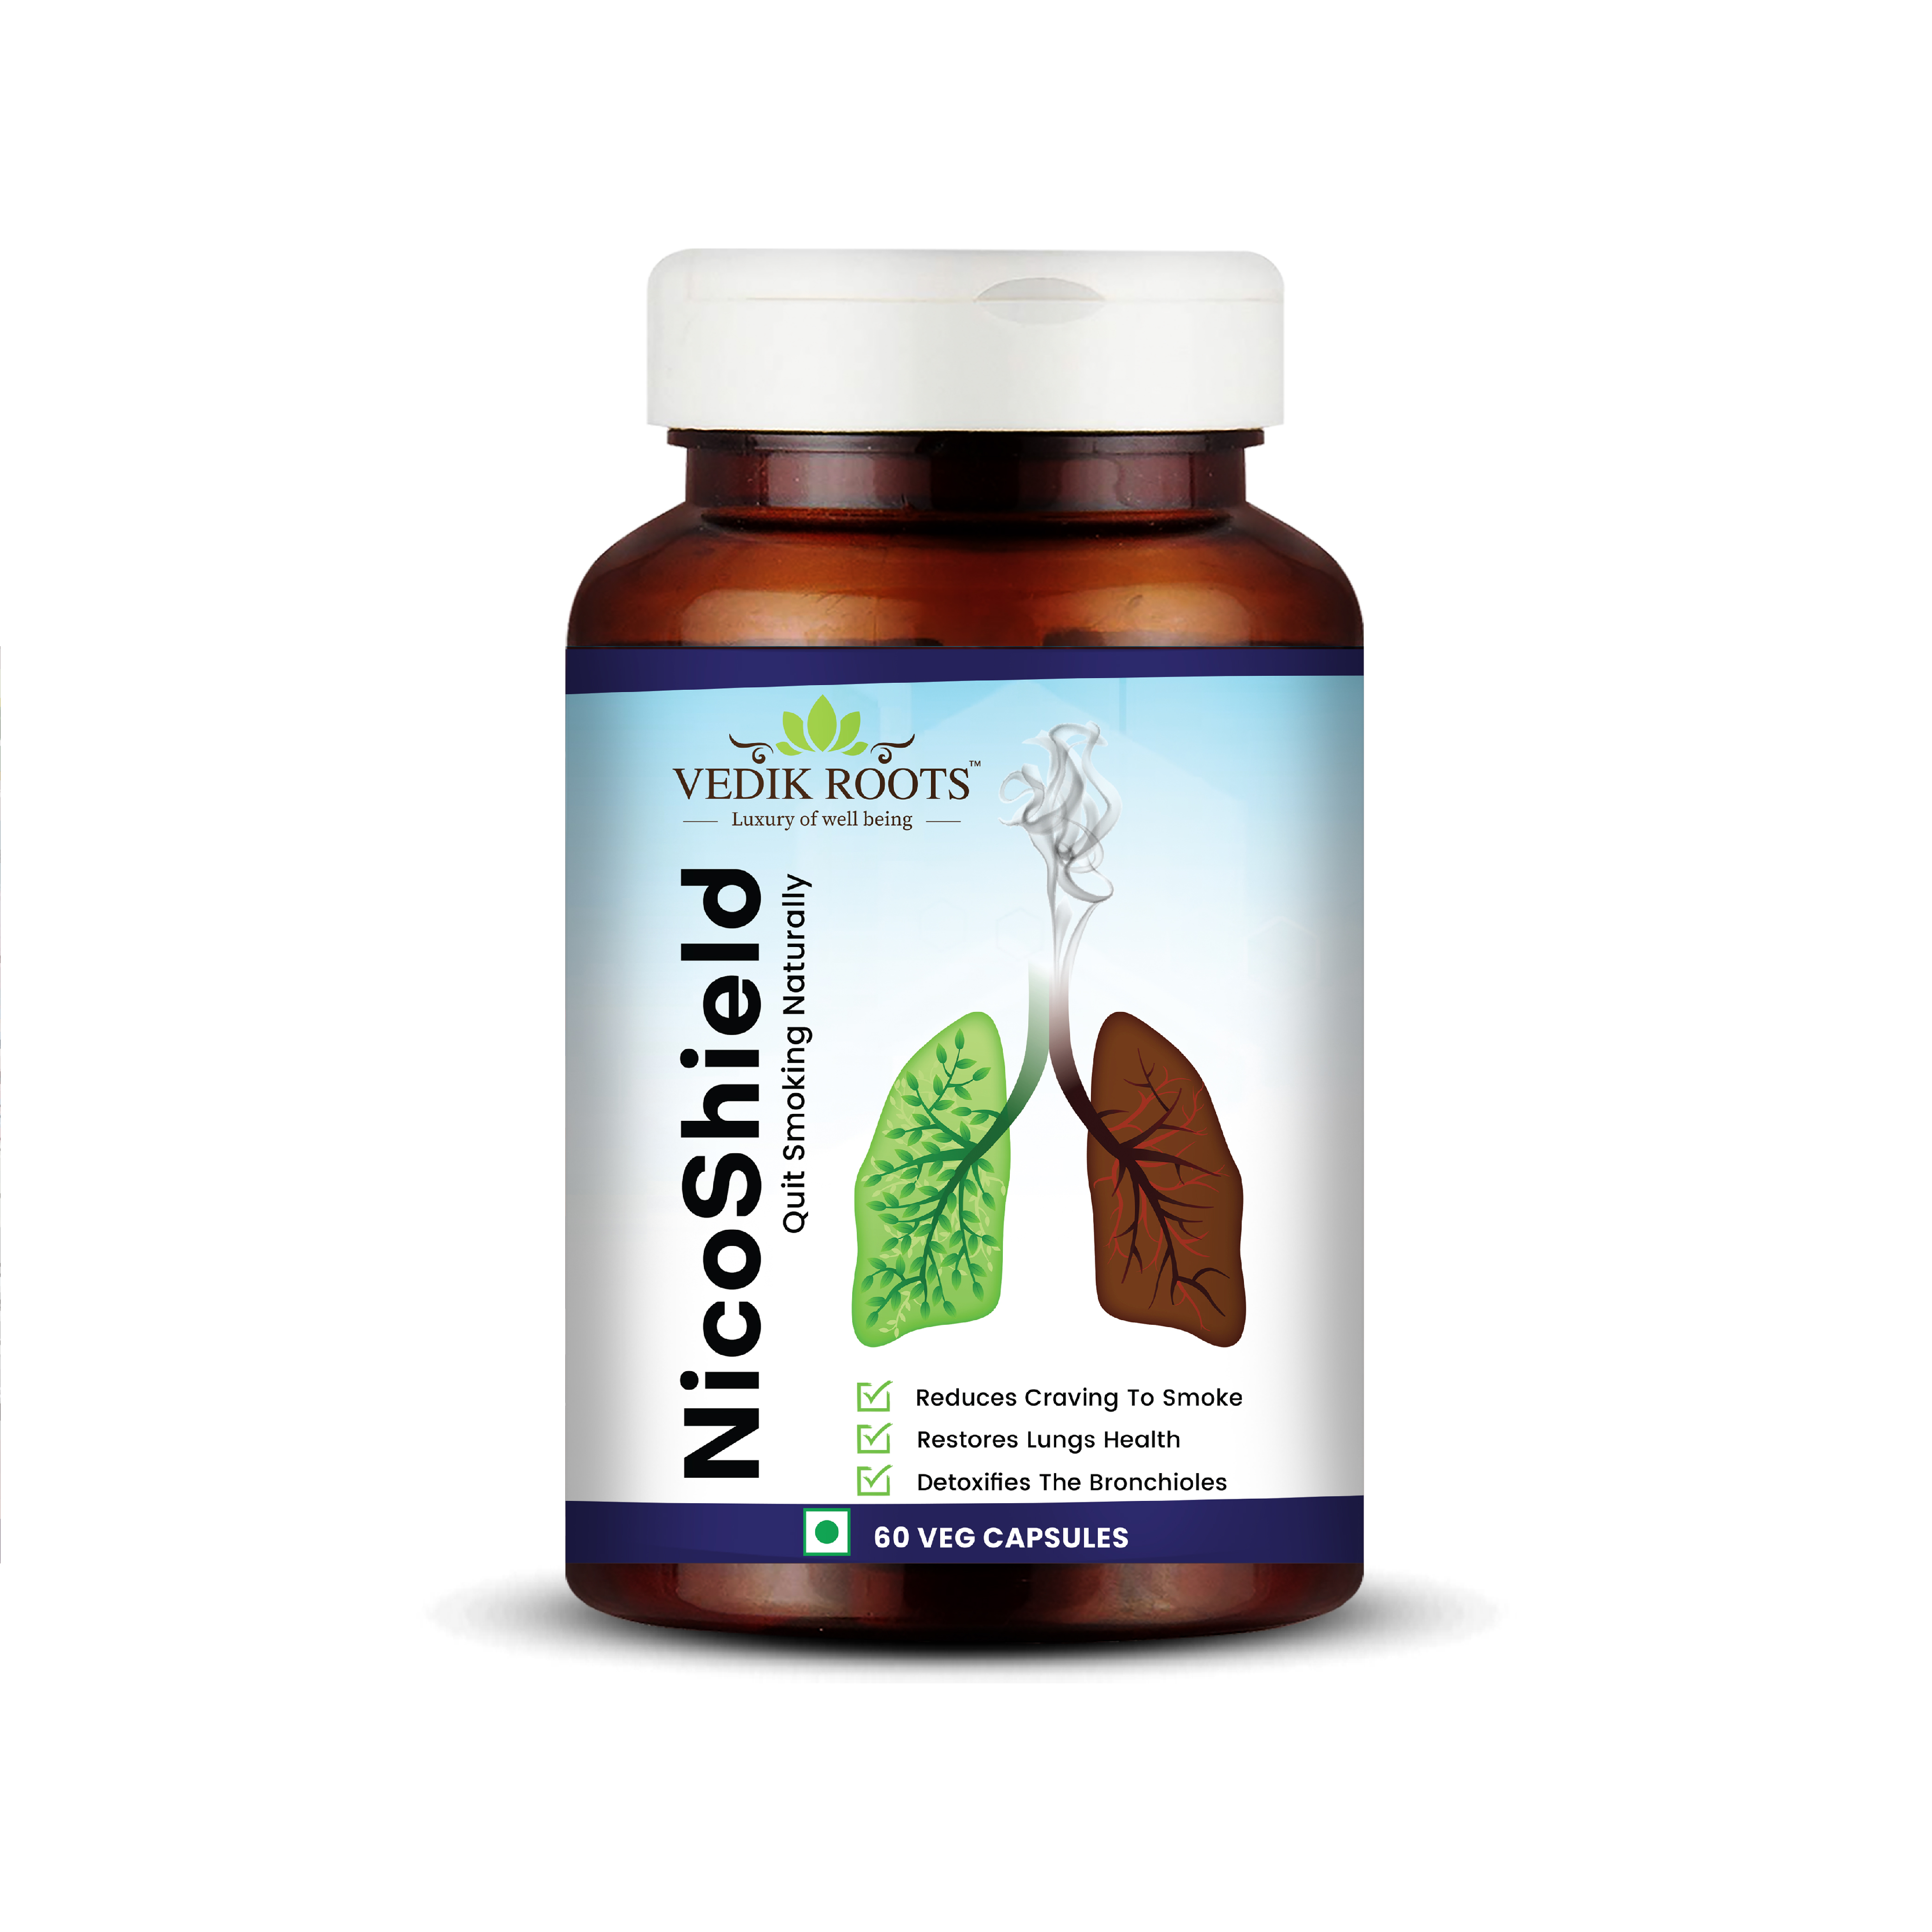 VEDIK ROOTS™
Luxury of well being
NicoShield
Quit Smoking Naturally
Reduces Craving To Smoke
Restores Lungs Health
Detoxifies The Bronchioles
60 VEG CAPSULES